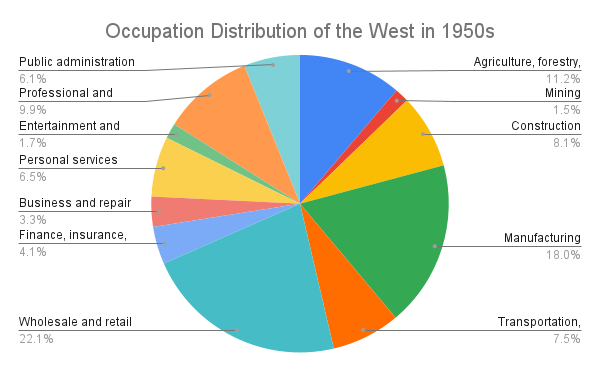 Occupation Distribution of the West in 1950s
Public administration
6.1%
Professional and
9.9%
Entertainment and
1.7%
Personal services
6.5%
Business and repair
3.3%
Finance, insurance,
4.1%
Wholesale and retail
22.1%
Agriculture, forestry,
11.2%
Mining
1.5%
Construction
8.1%
Manufacturing
18.0%
Transportation,
7.5%